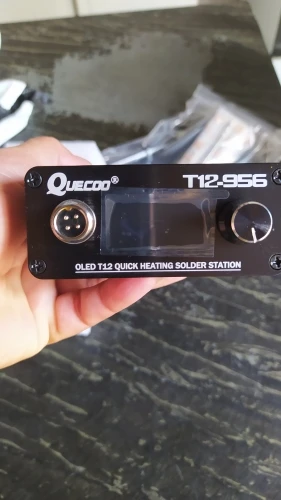 QUECOO®
T12-956
OLED T12 QUICK HEATING SOLDER STATION